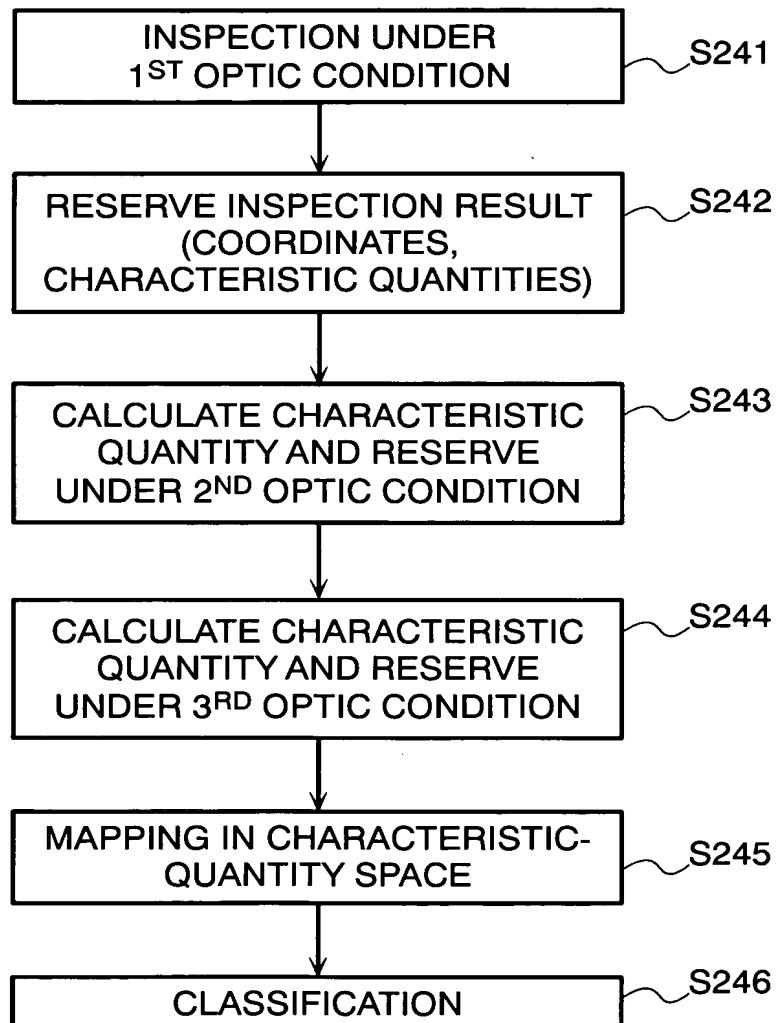 INSPECTION UNDER
1ST OPTIC CONDITION
S241
RESERVE INSPECTION RESULT
(COORDINATES,
CHARACTERISTIC QUANTITIES)
S242
CALCULATE CHARACTERISTIC
QUANTITY AND RESERVE
UNDER 2ND OPTIC CONDITION
S243
CALCULATE CHARACTERISTIC
QUANTITY AND RESERVE
UNDER 3RD OPTIC CONDITION
S244
MAPPING IN CHARACTERISTIC-
QUANTITY SPACE
S245
CLASSIFICATION
S246